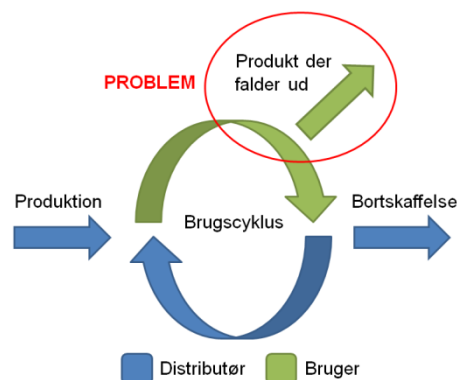 Produkt der
falder ud
PROBLEM
Produktion
Brugscyklus
Bortskaffelse
Distributør
Bruger